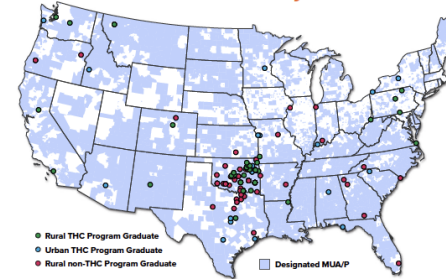 Rural THC Program Graduate
Urban THC Program Graduate
Rural non-THC Program Graduate
Designated MUA/P